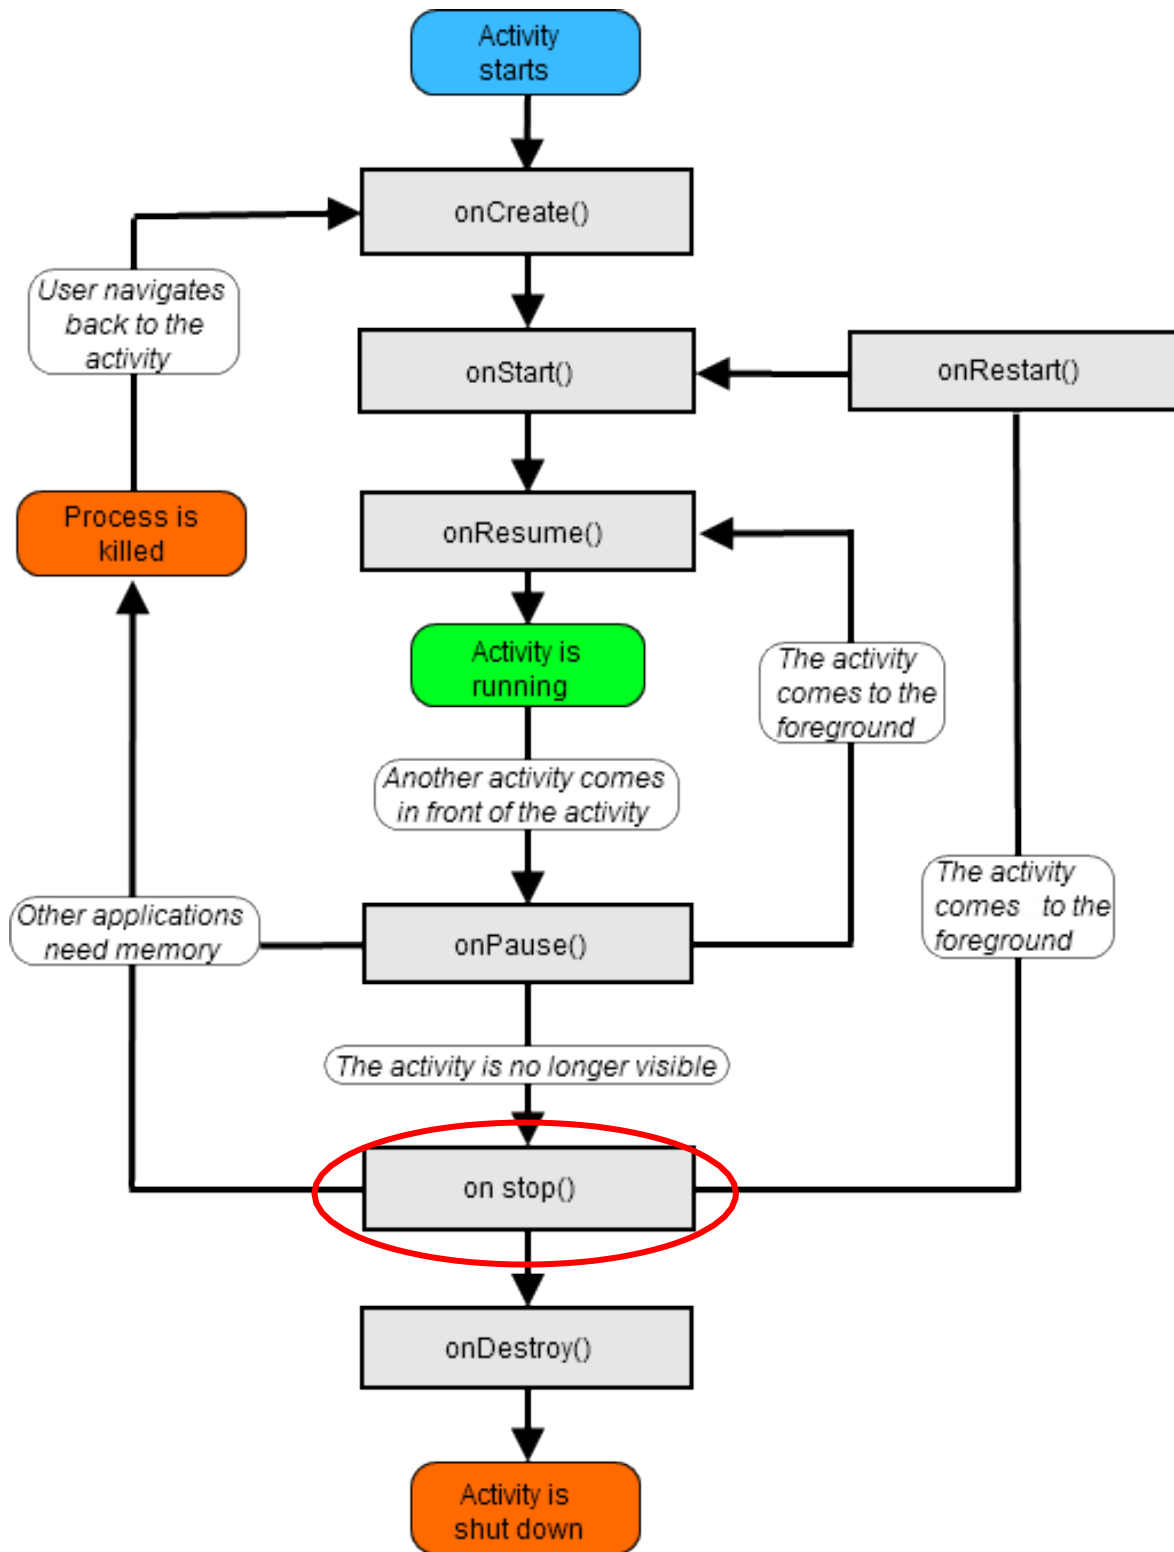 Activity
starts
onCreate()
User navigates
back to the
activity
onStart()
onRestart()
Process is
killed
onResume()
Activity is
running
The activity
comes to the
foreground
Another activity comes
in front of the activity
The activity
comes to the
foreground
Other applications
need memory
onPause()
The activity is no longer visible
on stop()
onDestroy()
Activity is
shut down